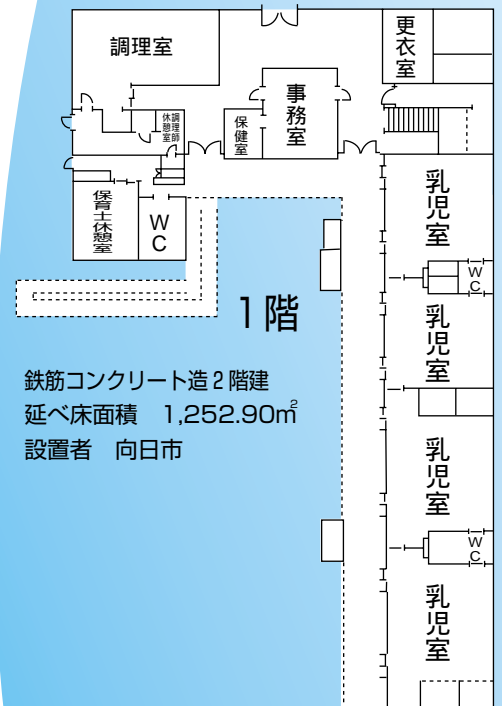 調理室
更衣室
調理師
休憩室
保健室
事務室
保育士休憩室
WC
乳児室
WC
乳児室
1階
鉄筋コンクリート造2階建
延べ床面積 1,252.90㎡
設置者 向日市
乳児室
WC
乳児室